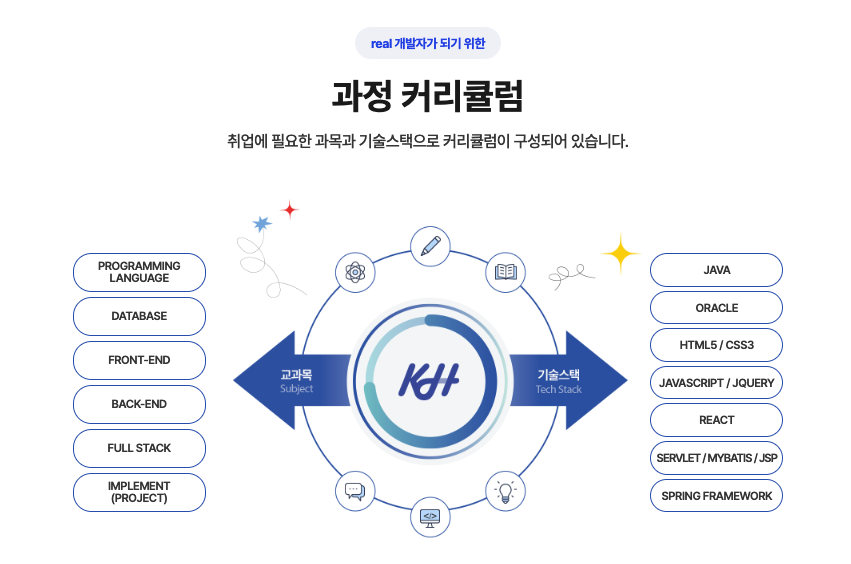 real 개발자가 되기 위한
과정 커리큘럼
취업에 필요한 과목과 기술스택으로 커리큘럼이 구성되어 있습니다.
PROGRAMMING
LANGUAGE
DATABASE
FRONT-END
BACK-END
FULL STACK
IMPLEMENT
(PROJECT)
교과목
Subject
KH
기술스택
Tech Stack
</>
JAVA
ORACLE
HTML5 / CSS3
JAVASCRIPT / JQUERY
REACT
SERVLET / MYBATIS / JSP
SPRING FRAMEWORK